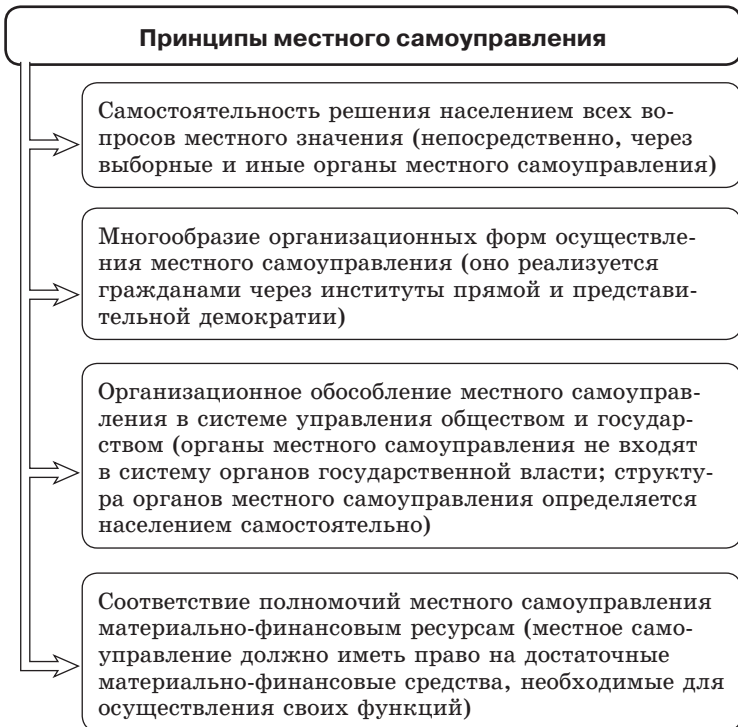 Принципы местного самоуправления
Самостоятельность решения населением всех во-
просов местного значения (непосредственно, через
выборные и иные органы местного самоуправления)
Многообразие организационных форм осуществле-
ния местного самоуправления (оно реализуется
гражданами через институты прямой и представи-
тельной демократии)
Организационное обособление местного самоуправ-
ления в системе управления обществом и государ-
ством (органы местного самоуправления не входят
в систему органов государственной власти; структу-
ра органов местного самоуправления определяется
населением самостоятельно)
Соответствие полномочий местного самоуправления
материально-финансовым ресурсам (местное само-
управление должно иметь право на достаточные
материально-финансовые средства, необходимые для
осуществления своих функций)